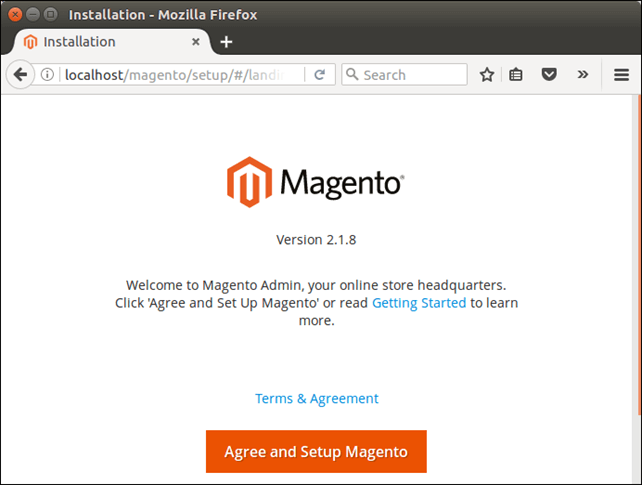 Installation - Mozilla Firefox
Installation
localhost/magento/setup/#/landi
Search
Magento®
Version 2.1.8
Welcome to Magento Admin, your online store headquarters.
Click 'Agree and Set Up Magento' or read Getting Started to learn
more.
Terms & Agreement
Agree and Setup Magento